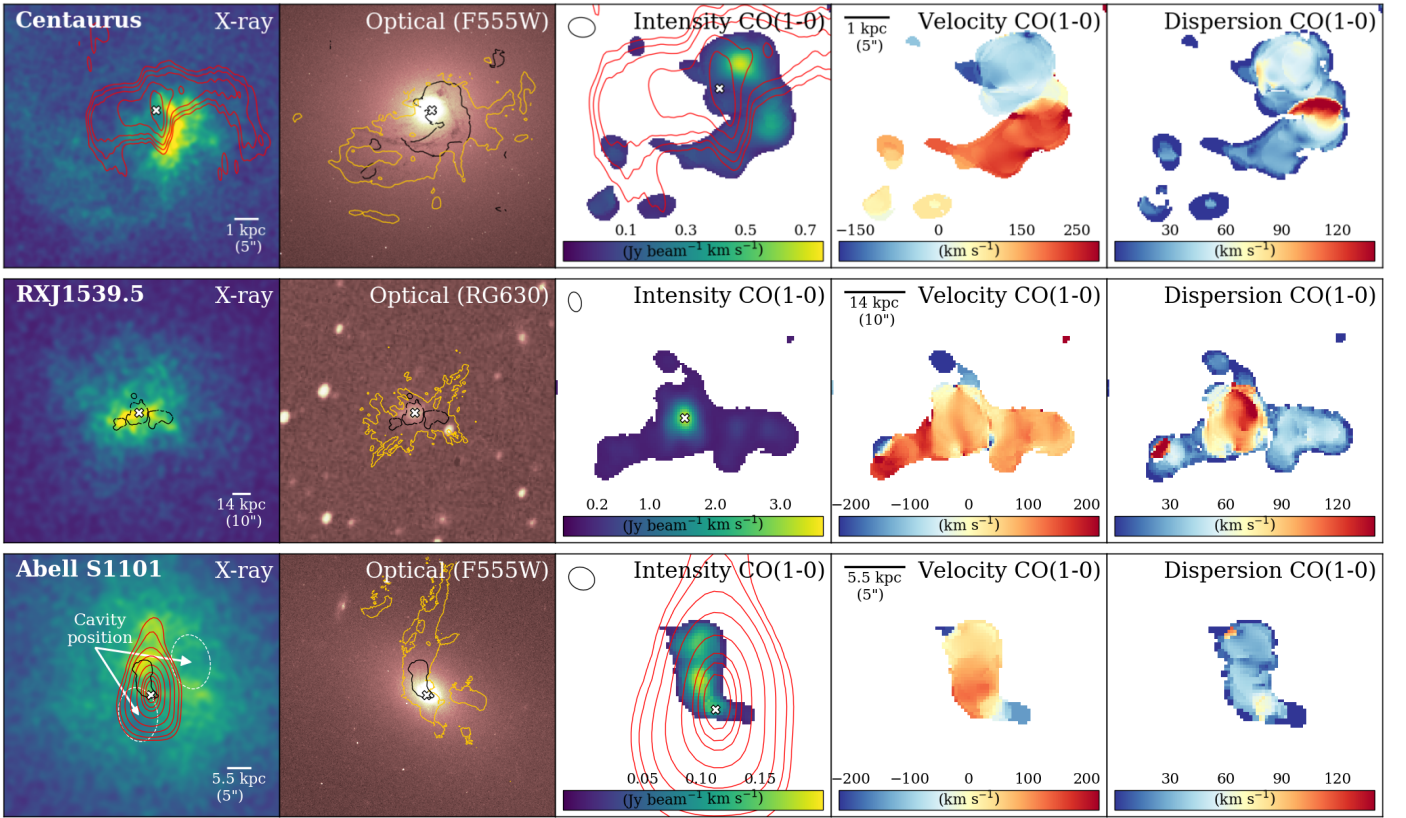 Centaurus X-ray
1 kpc
(5")
Optical (F555W)
Intensity CO(1-0)
0.1 0.3 0.5 0.7
(Jy beam⁻¹ km s⁻¹)
1 kpc
(5")
Velocity CO(1-0)
−150 0 150 250
(km s⁻¹)
Dispersion CO(1-0)
30 60 90 120
(km s⁻¹)
RXJ1539.5 X-ray
14 kpc
(10")
Optical (RG630)
Intensity CO(1-0)
0.2 1.0 2.0 3.0
(Jy beam⁻¹ km s⁻¹)
14 kpc
(10")
Velocity CO(1-0)
−200 −100 0 100 200
(km s⁻¹)
Dispersion CO(1-0)
30 60 90 120
(km s⁻¹)
Abell S1101 X-ray
Cavity
position
5.5 kpc
(5")
Optical (F555W)
Intensity CO(1-0)
0.05 0.10 0.15
(Jy beam⁻¹ km s⁻¹)
5.5 kpc
(5")
Velocity CO(1-0)
−200 −100 0 100 200
(km s⁻¹)
Dispersion CO(1-0)
30 60 90 120
(km s⁻¹)